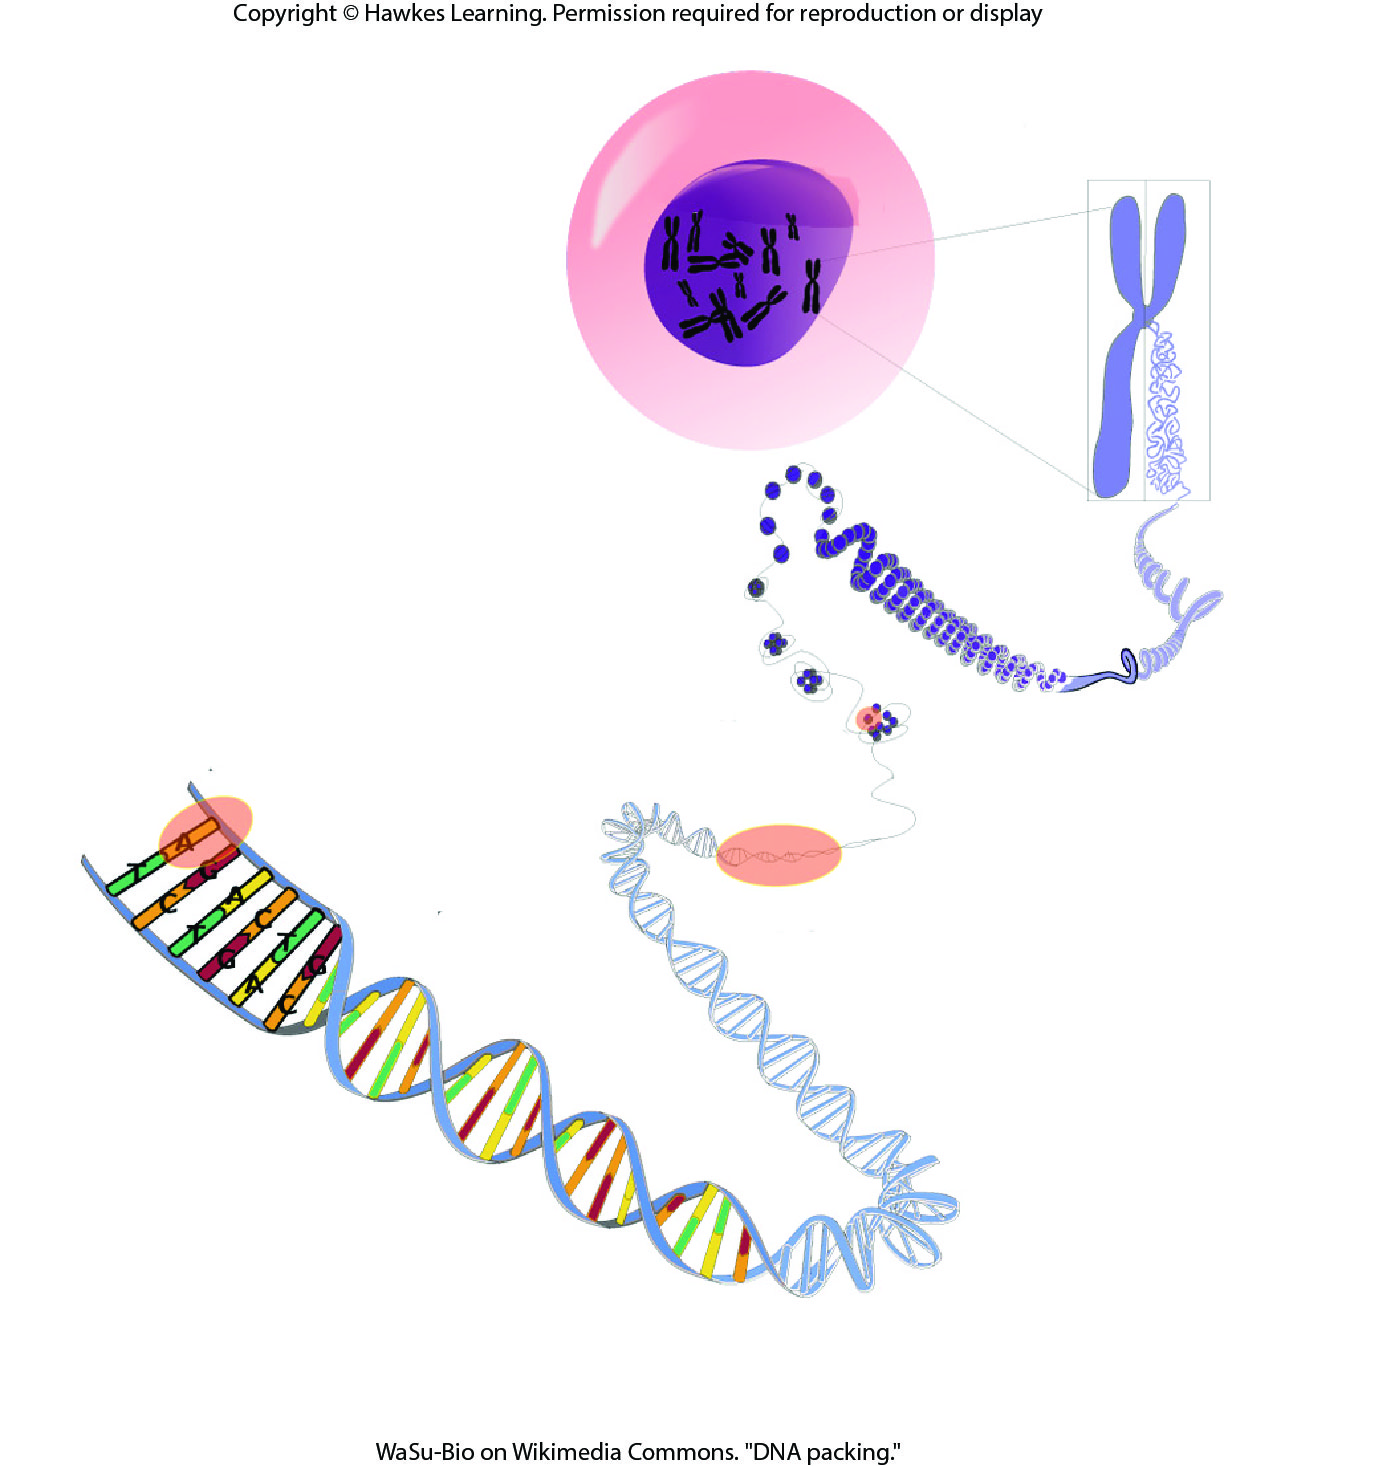 Copyright © Hawkes Learning. Permission required for reproduction or display
T A
C G
T A
G C
A T
C G
WaSu-Bio on Wikimedia Commons. "DNA packing."